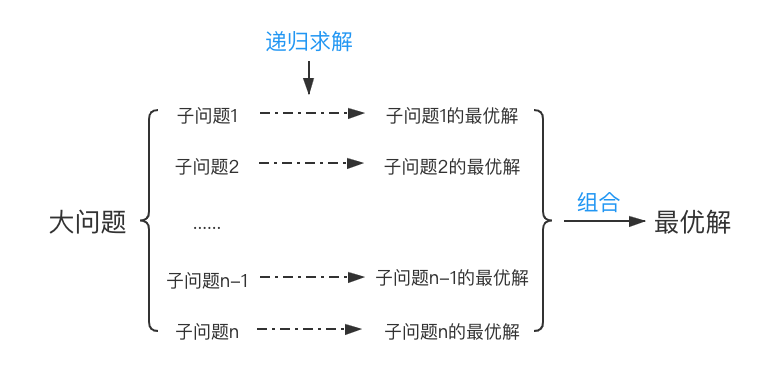 递归求解
子问题1
子问题1的最优解
子问题2
子问题2的最优解
组合
大问题
......
最优解
子问题n-1
子问题n-1的最优解
子问题n
子问题n的最优解